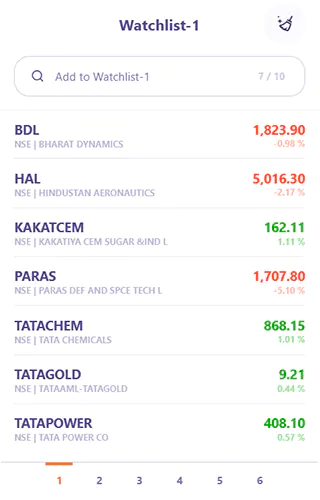 Watchlist-1
Add to Watchlist-1 7 / 10
BDL 1,823.90
NSE | BHARAT DYNAMICS -0.98 %
HAL 5,016.30
NSE | HINDUSTAN AERONAUTICS -2.17 %
KAKATCEM 162.11
NSE | KAKATIYA CEM SUGAR &IND L 1.11 %
PARAS 1,707.80
NSE | PARAS DEF AND SPCE TECH L -5.10 %
TATACHEM 868.15
NSE | TATA CHEMICALS 1.01 %
TATAGOLD 9.21
NSE | TATAAML-TATAGOLD 0.44 %
TATAPOWER 408.10
NSE | TATA POWER CO 0.57 %
1 2 3 4 5 6